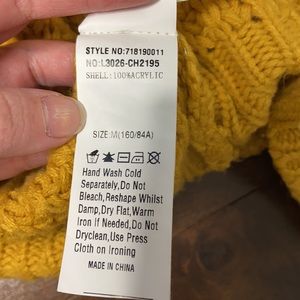 STYLE NO:718190011
NO:L3026-CH2195
SHELL:100%ACRYLIC
SIZE:M(160/84A)
Hand Wash Cold
Separately,Do Not
Bleach,Reshape Whilst
Damp,Dry Flat,Warm
Iron If Needed,Do Not
Dryclean,Use Press
Cloth on Ironing
MADE IN CHINA